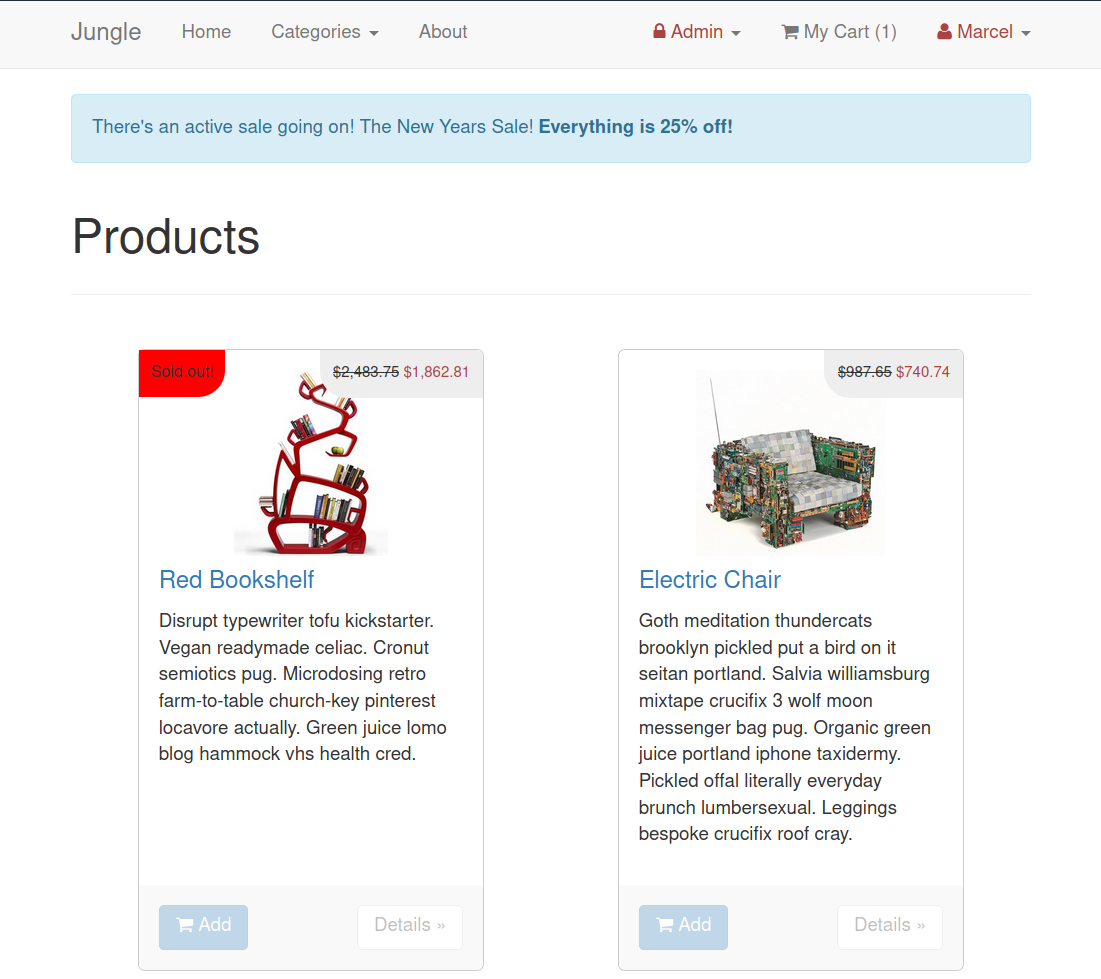 Jungle Home Categories About Admin My Cart (1) Marcel
There's an active sale going on! The New Years Sale! Everything is 25% off!
Products
Sold out!
$2,483.75 $1,862.81
Red Bookshelf
Disrupt typewriter tofu kickstarter.
Vegan readymade celiac. Cronut
semiotics pug. Microdosing retro
farm-to-table church-key pinterest
locavore actually. Green juice lomo
blog hammock vhs health cred.
Add
Details »
$987.65 $740.74
Electric Chair
Goth meditation thundercats
brooklyn pickled put a bird on it
seitan portland. Salvia williamsburg
mixtape crucifix 3 wolf moon
messenger bag pug. Organic green
juice portland iphone taxidermy.
Pickled offal literally everyday
brunch lumbersexual. Leggings
bespoke crucifix roof cray.
Add
Details »